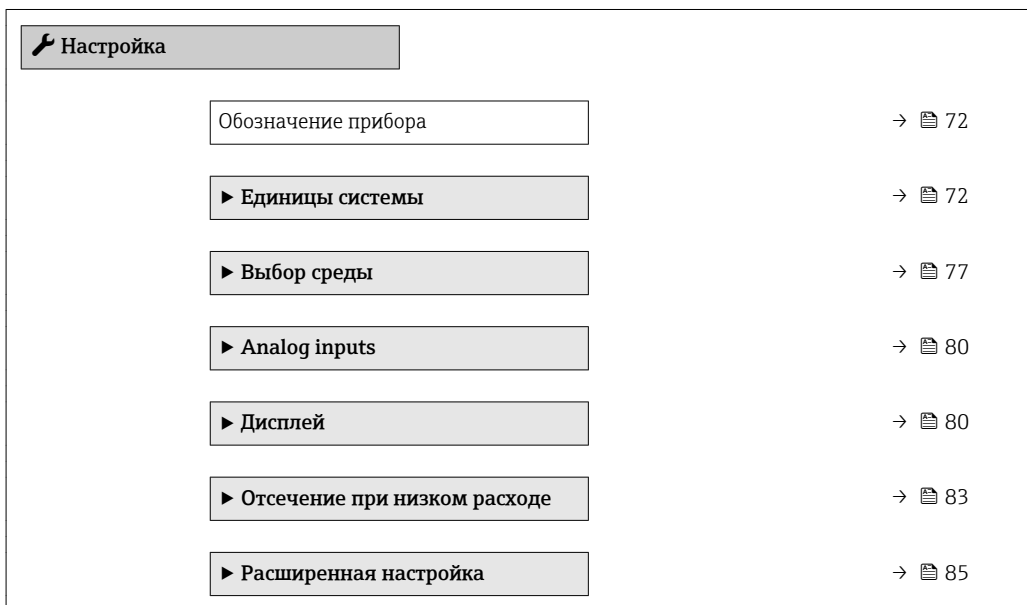 Настройка
Обозначение прибора → 72
▶ Единицы системы → 72
▶ Выбор среды → 77
▶ Analog inputs → 80
▶ Дисплей → 80
▶ Отсечение при низком расходе → 83
▶ Расширенная настройка → 85